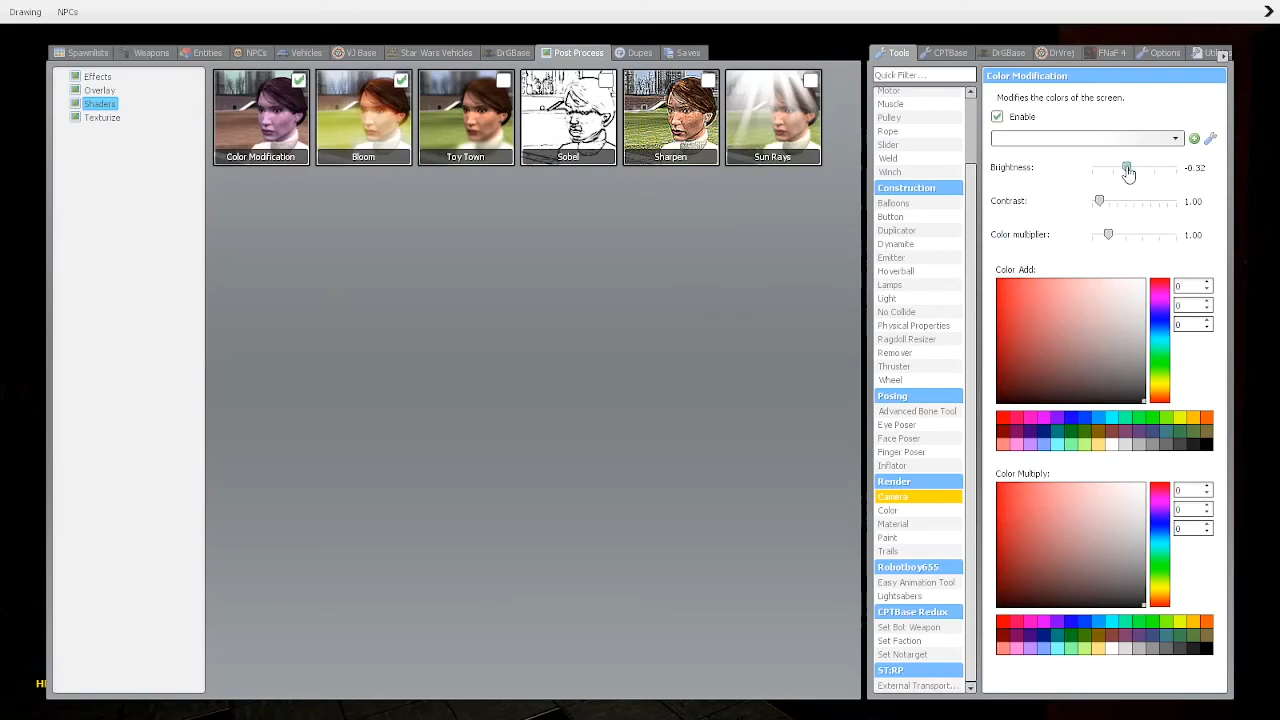 Drawing NPCs
Spawnlists Weapons Entities NPCs Vehicles VJ Base Star Wars Vehicles DrGBase Post Process Dupes Saves
Effects
Overlay
Shaders
Texturize
Color Modification Bloom Toy Town Sobel Sharpen Sun Rays
Tools CPTBase DrGBase DrVrej FNaF 4 Options
Quick Filter...
Motor
Muscle
Pulley
Rope
Slider
Weld
Winch
Construction
Balloons
Button
Duplicator
Dynamite
Emitter
Hoverball
Lamps
Light
No Collide
Physical Properties
Ragdoll Resizer
Remover
Thruster
Wheel
Posing
Advanced Bone Tool
Eye Poser
Face Poser
Finger Poser
Inflator
Render
Camera
Color
Material
Paint
Trails
Robotboy655
Easy Animation Tool
Lightsabers
CPTBase Redux
Set Bot Weapon
Set Faction
Set Notarget
ST:RP
External Transport...
Color Modification
Modifies the colors of the screen.
Enable
Brightness: -0.32
Contrast: 1.00
Color multiplier: 1.00
Color Add:
0
0
0
Color Multiply:
0
0
0